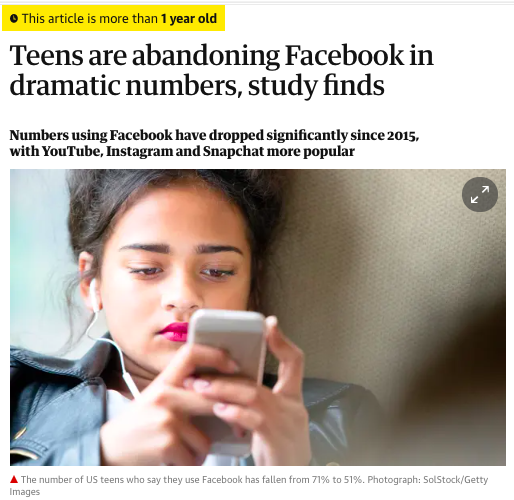 This article is more than 1 year old
Teens are abandoning Facebook in
dramatic numbers, study finds
Numbers using Facebook have dropped significantly since 2015,
with YouTube, Instagram and Snapchat more popular
The number of US teens who say they use Facebook has fallen from 71% to 51%. Photograph: SolStock/Getty
Images